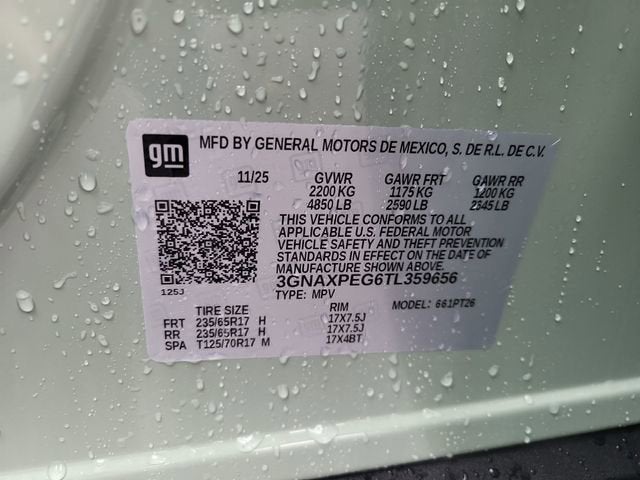 gm
MFD BY GENERAL MOTORS DE MEXICO, S. DE R.L. DE C.V.
11/25 GVWR GAWR FRT GAWR RR
2200 KG 1175 KG 1200 KG
4850 LB 2590 LB 2645 LB
THIS VEHICLE CONFORMS TO ALL
APPLICABLE U.S. FEDERAL MOTOR
VEHICLE SAFETY AND THEFT PREVENTION
STANDARDS IN EFFECT ON THE DATE OF
MANUFACTURE SHOWN ABOVE.
3GNAXPEG6TL359656
125J
TYPE: MPV MODEL: 661PT26
TIRE SIZE RIM
FRT 235/65R17 H 17X7.5J
RR 235/65R17 H 17X7.5J
SPA T125/70R17 M 17X4BT